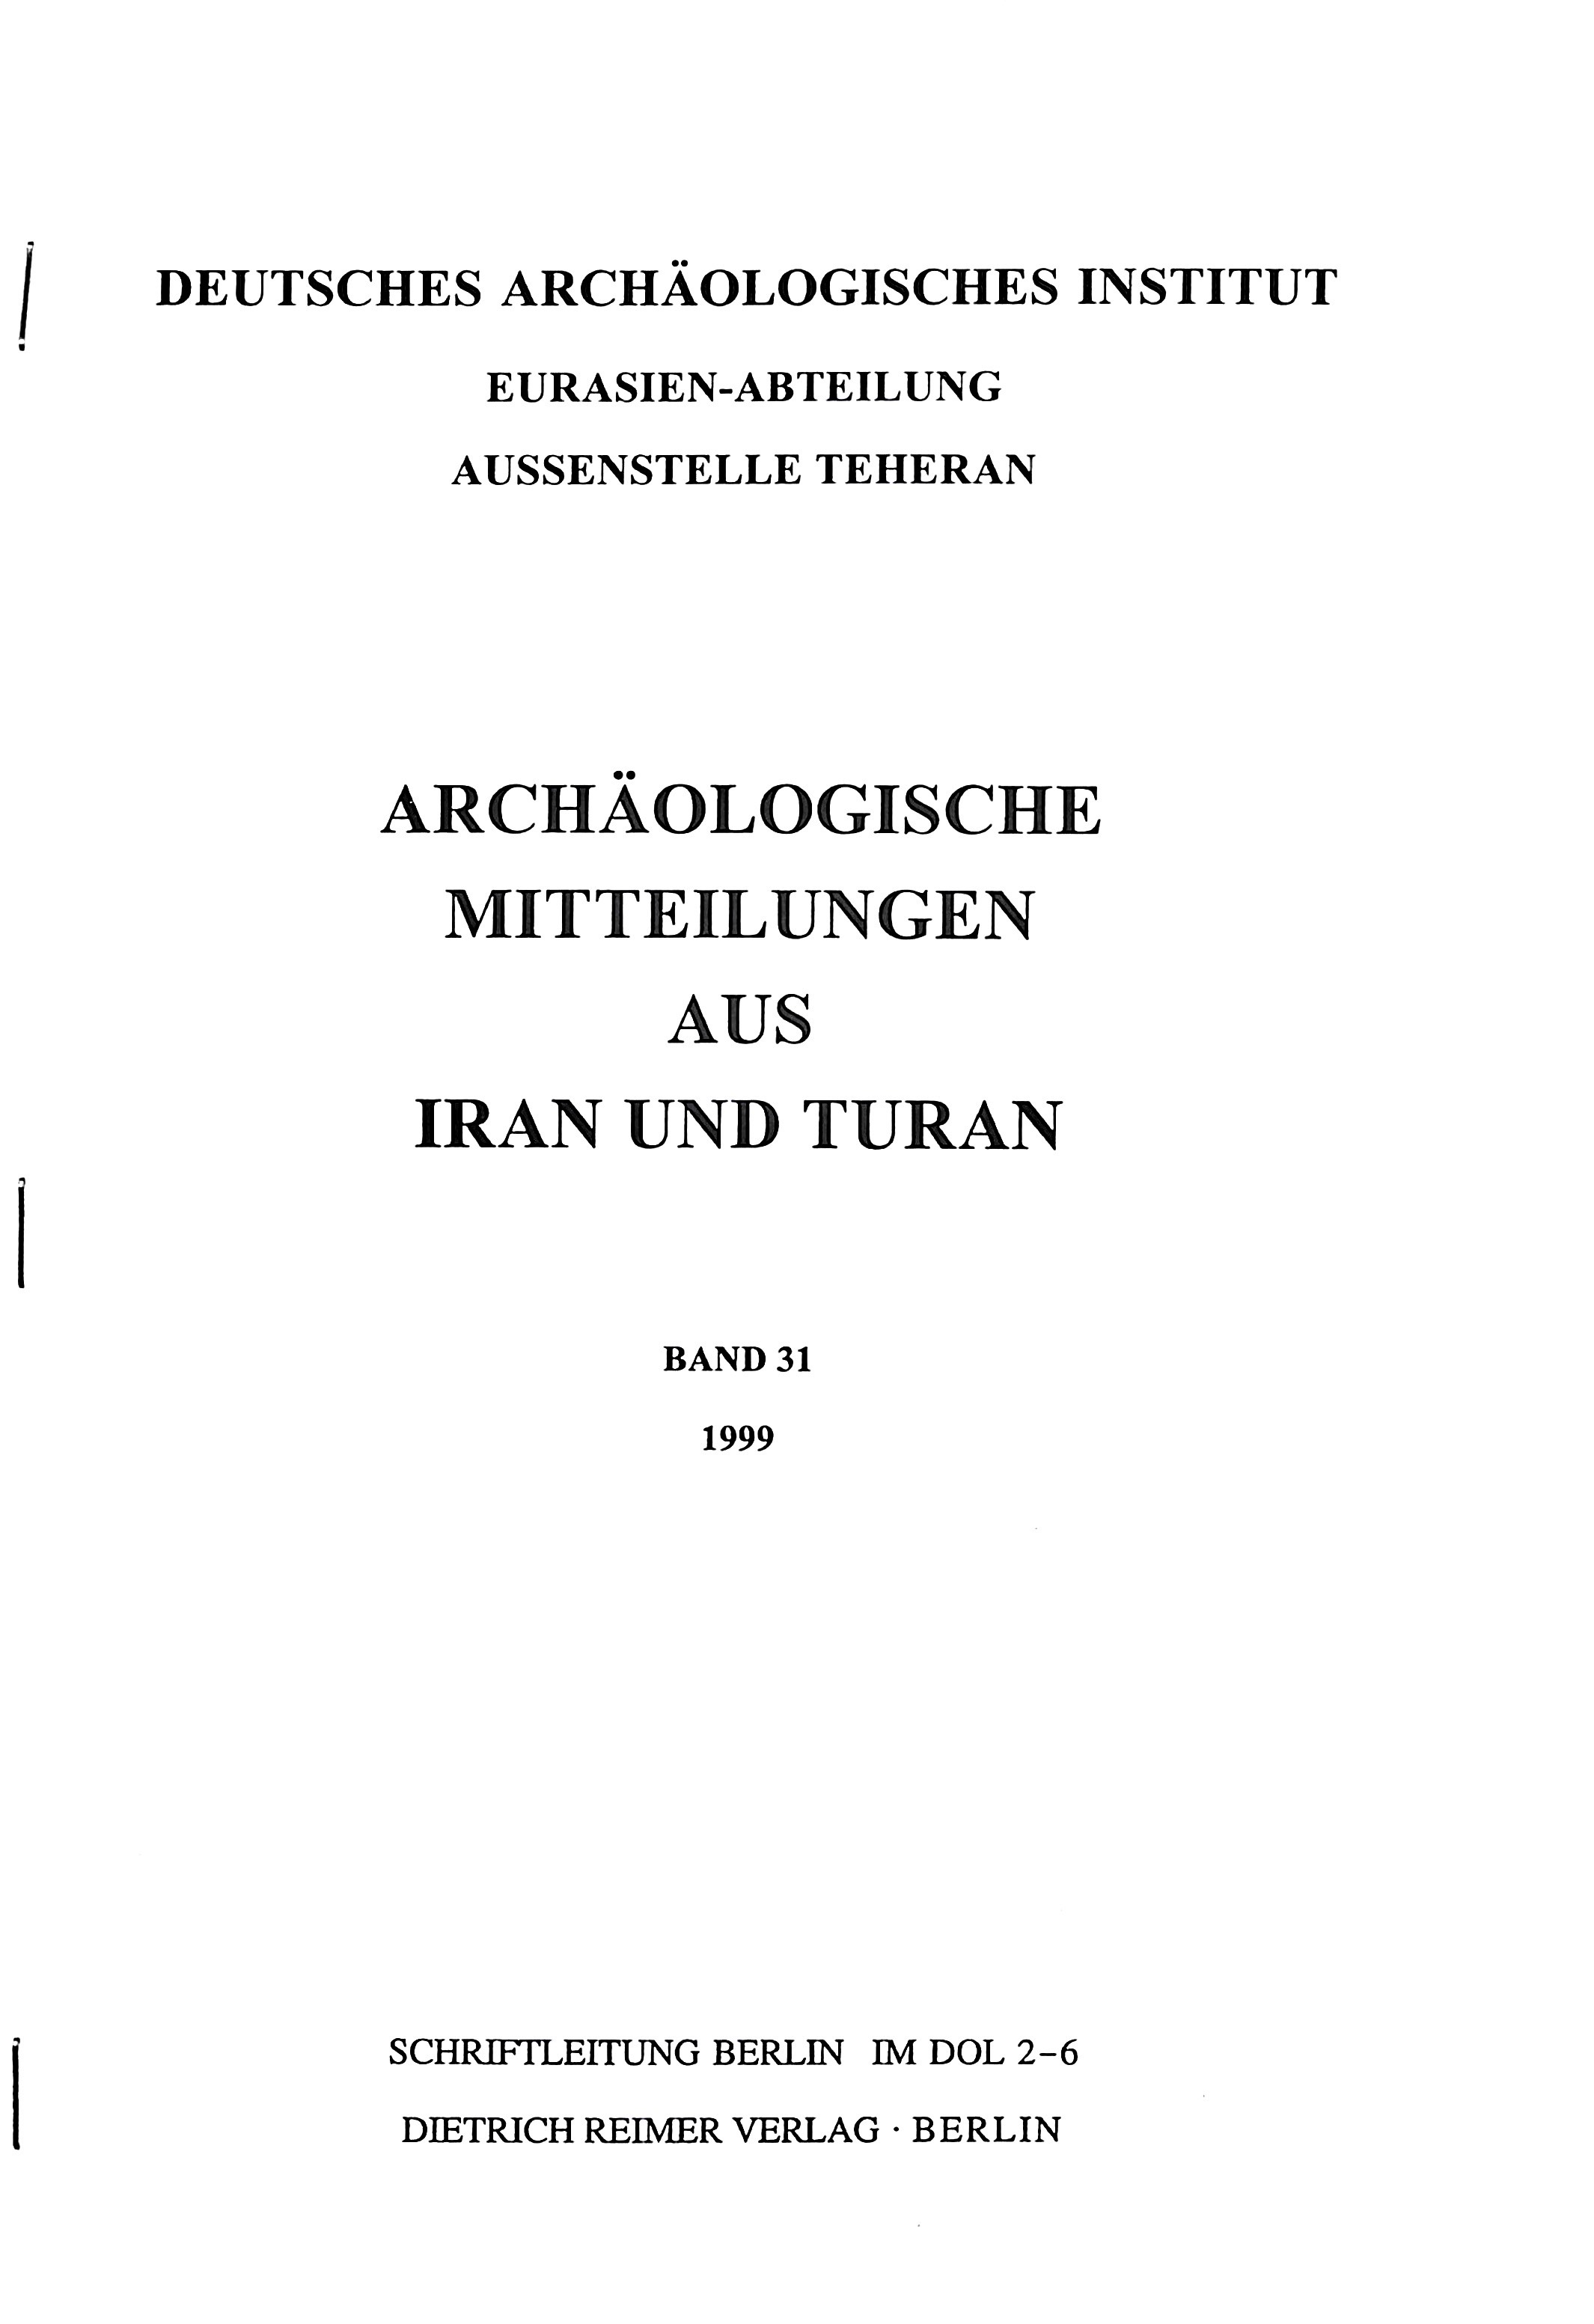 DEUTSCHES ARCHÄOLOGISCHES INSTITUT
EURASIEN-ABTEILUNG
AUSSENSTELLE TEHERAN
ARCHÄOLOGISCHE
MITTEILUNGEN
AUS
IRAN UND TURAN
BAND 31
1999
SCHRIFTLEITUNG BERLIN IM DOL 2–6
DIETRICH REIMER VERLAG · BERLIN